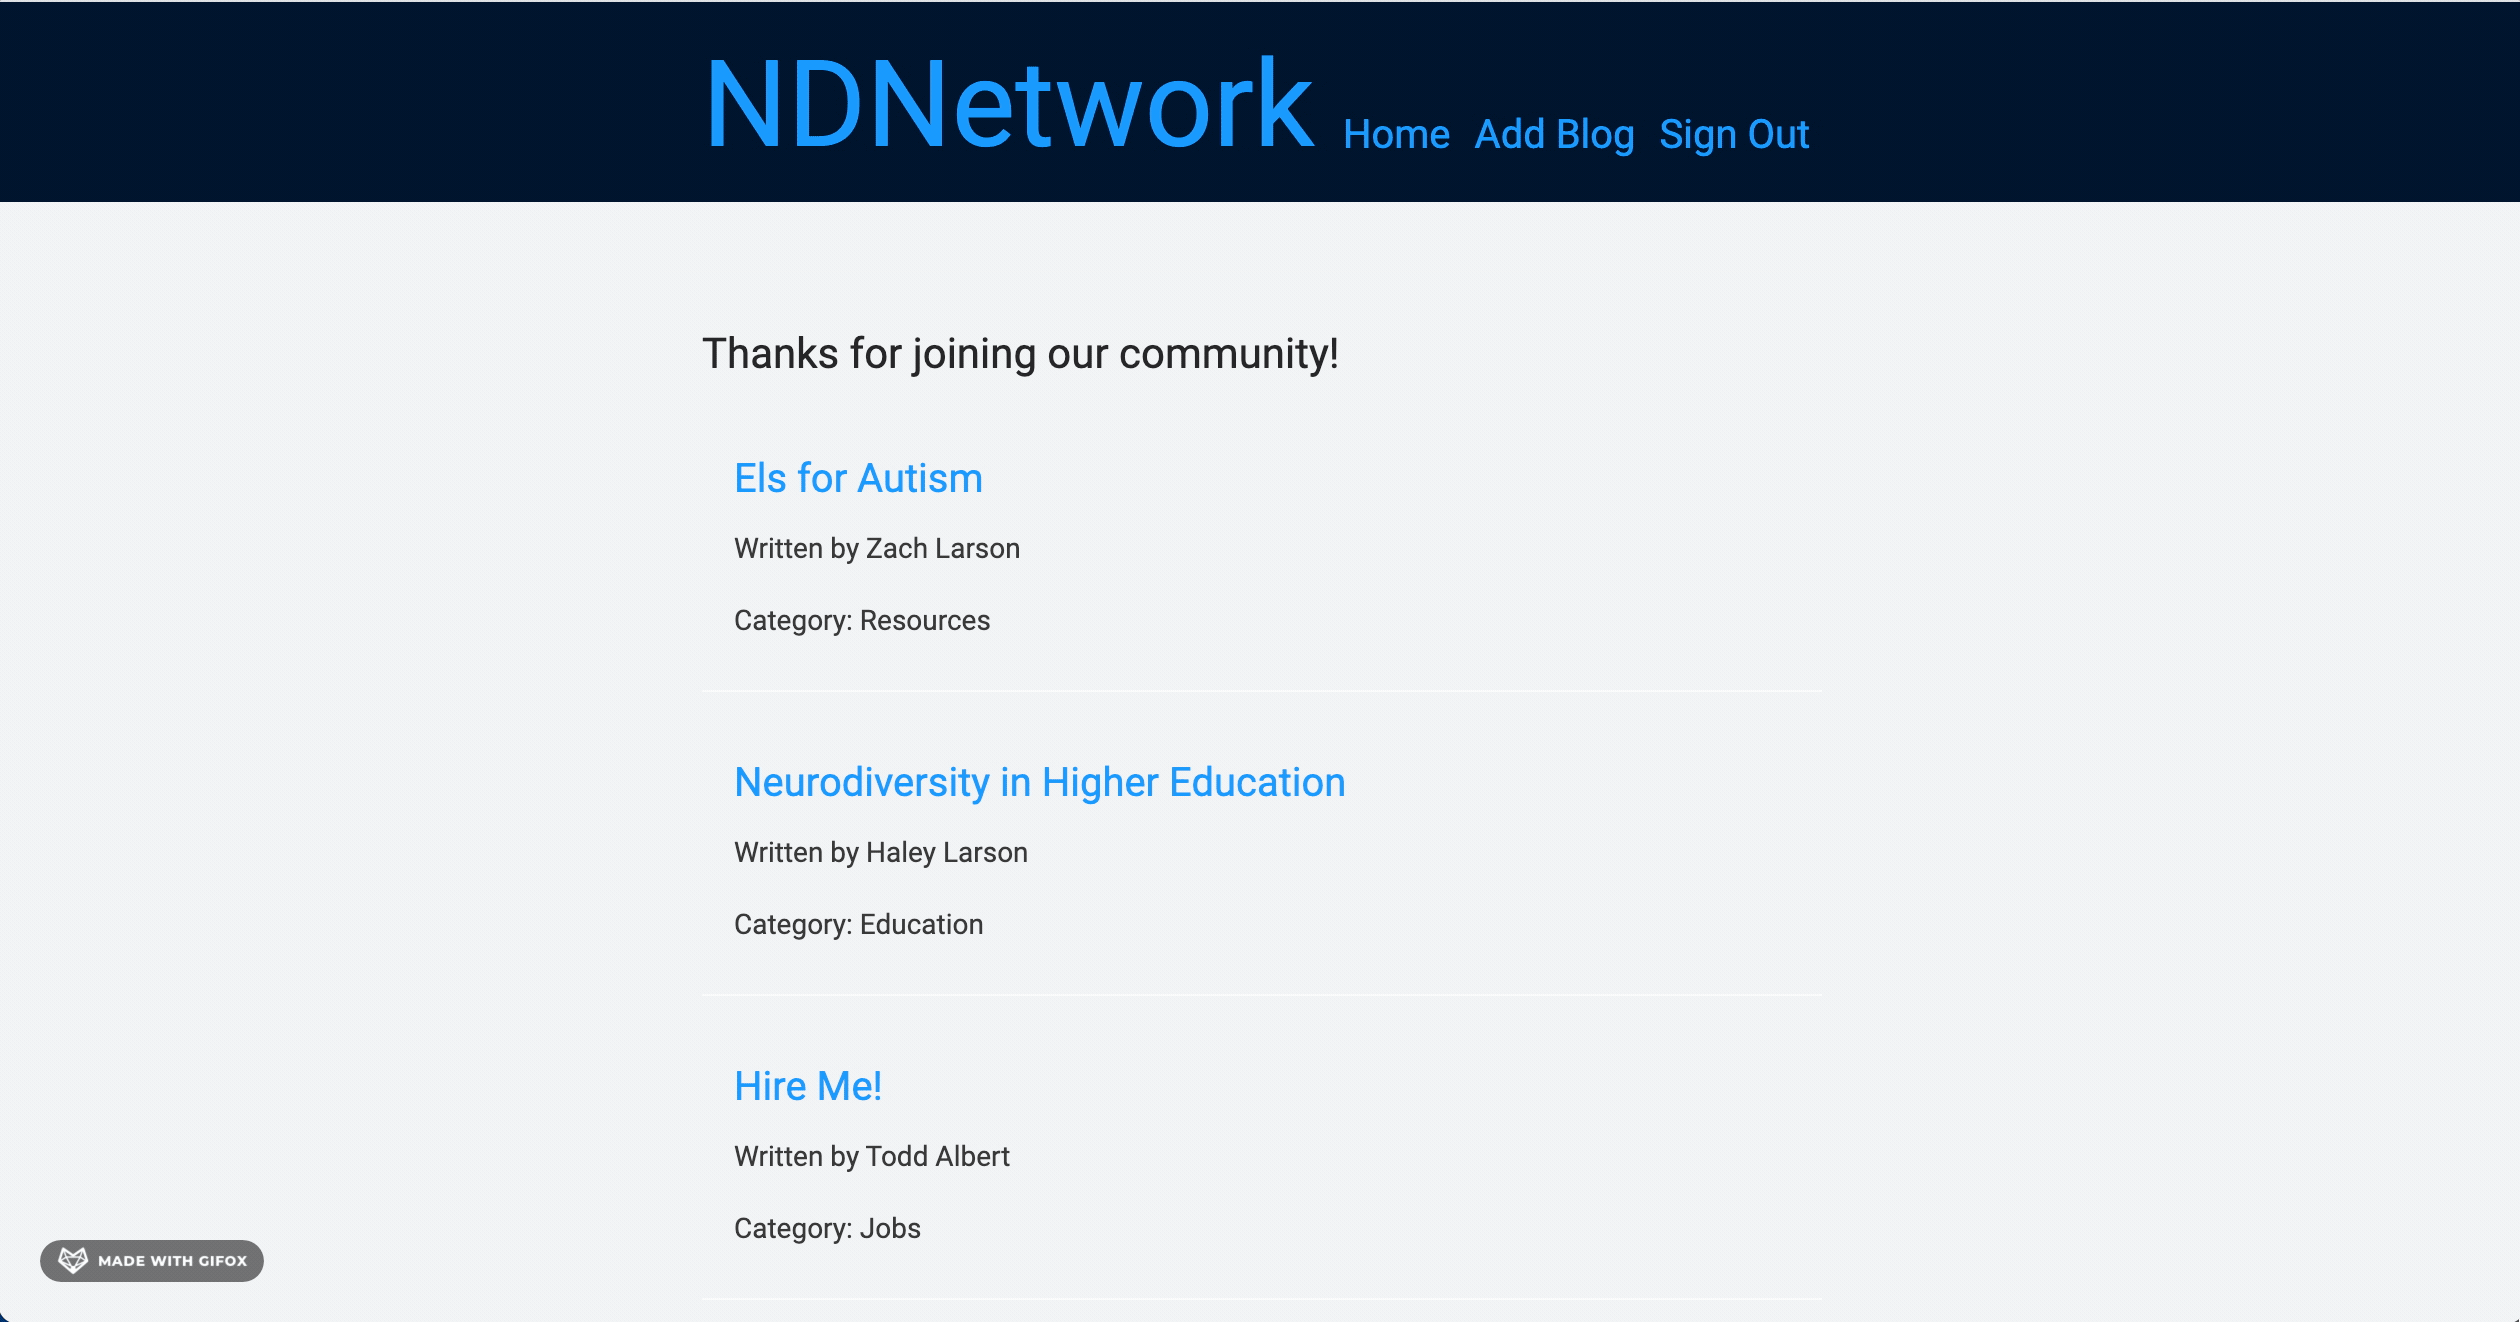 NDNetwork Home Add Blog Sign Out
Thanks for joining our community!
Els for Autism
Written by Zach Larson
Category: Resources
Neurodiversity in Higher Education
Written by Haley Larson
Category: Education
Hire Me!
Written by Todd Albert
Category: Jobs
MADE WITH GIFOX